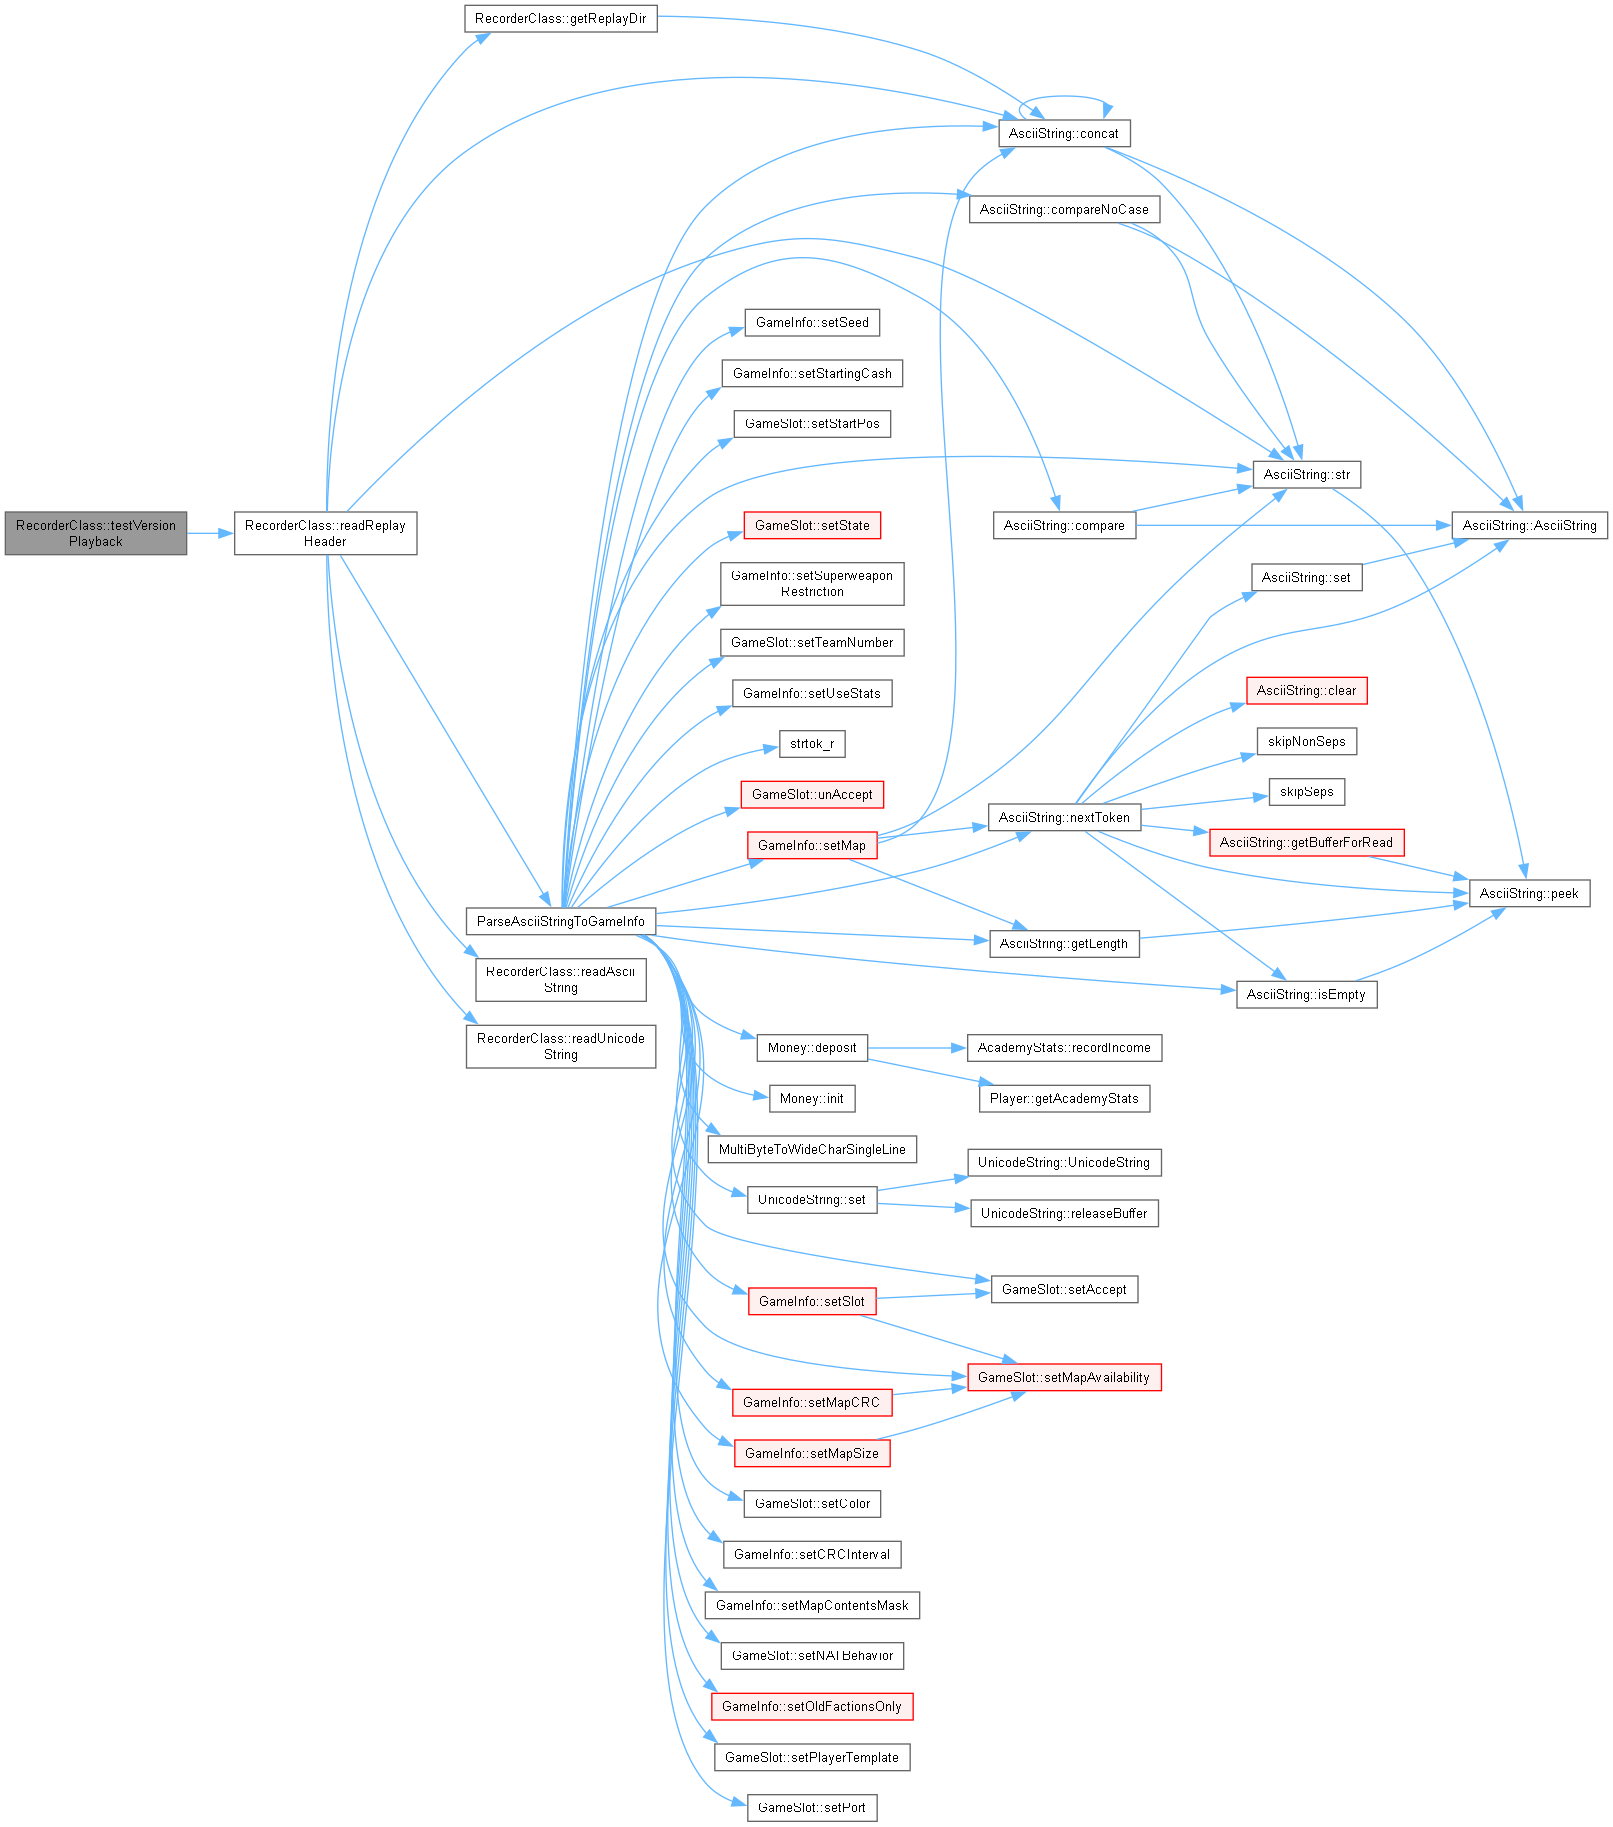 RecorderClass::getReplayDir
AsciiString::concat
AsciiString::compareNoCase
GameInfo::setSeed
GameInfo::setStartingCash
GameSlot::setStartPos
AsciiString::str
RecorderClass::testVersion
Playback
RecorderClass::readReplay
Header
GameSlot::setState
AsciiString::compare
AsciiString::AsciiString
GameInfo::setSuperweapon
Restriction
AsciiString::set
GameSlot::setTeamNumber
GameInfo::setUseStats
AsciiString::clear
strtok_r
skipNonSeps
GameSlot::unAccept
skipSeps
AsciiString::nextToken
GameInfo::setMap
AsciiString::getBufferForRead
AsciiString::peek
ParseAsciiStringToGameInfo
AsciiString::getLength
RecorderClass::readAscii
String
AsciiString::isEmpty
RecorderClass::readUnicode
String
Money::deposit
AcademyStats::recordIncome
Money::init
Player::getAcademyStats
MultiByteToWideCharSingleLine
UnicodeString::UnicodeString
UnicodeString::set
UnicodeString::releaseBuffer
GameSlot::setAccept
GameInfo::setSlot
GameSlot::setMapAvailability
GameInfo::setMapCRC
GameInfo::setMapSize
GameSlot::setColor
GameInfo::setCRCInterval
GameInfo::setMapContentsMask
GameSlot::setNATBehavior
GameInfo::setOldFactionsOnly
GameSlot::setPlayerTemplate
GameSlot::setPort